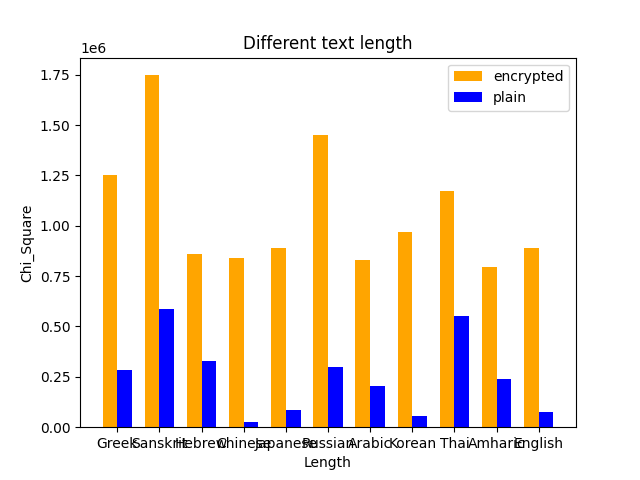 Different text length
1e6
encrypted
plain
1.75
1.50
1.25
1.00
0.75
0.50
0.25
0.00
Chi_Square
Greek Sanskrit Hebrew Chinese Japanese Russian Arabic Korean Thai Amharic English
Length